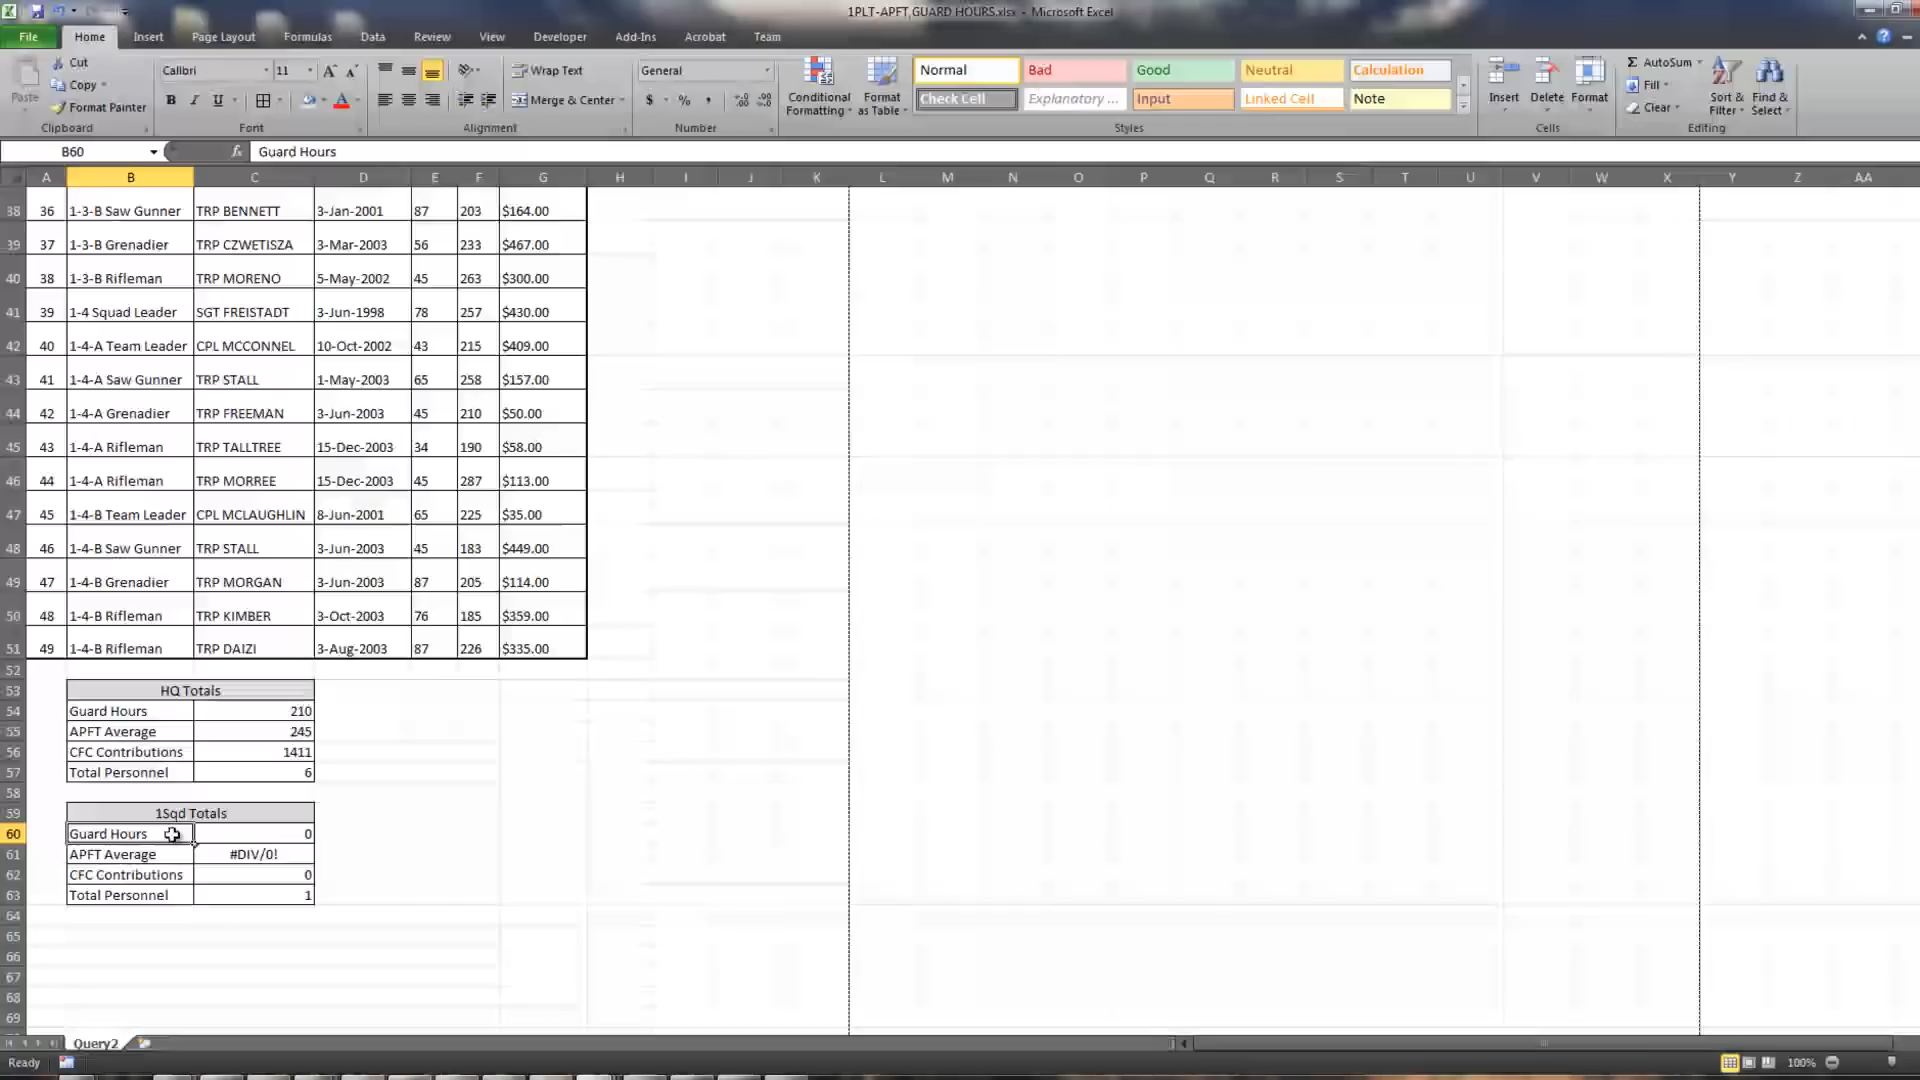 1PLT-APFT,GUARD HOURS.xlsx - Microsoft Excel
File Home Insert Page Layout Formulas Data Review View Developer Add-Ins Acrobat Team
Paste Cut Copy Format Painter Clipboard
Calibri 11 A A B I U A Font
Wrap Text Merge & Center Alignment
General $ % , Number
Conditional Formatting Format as Table
Normal Bad Good Neutral Calculation
Check Cell Explanatory ... Input Linked Cell Note
Styles
Insert Delete Format Cells
Σ AutoSum Fill Clear Sort & Filter Find & Select Editing
B60 fx Guard Hours
A B C D E F G H I J K L M N O P Q R S T U V W X Y Z AA
38 36 1-3-B Saw Gunner TRP BENNETT 3-Jan-2001 87 203 $164.00
39 37 1-3-B Grenadier TRP CZWETISZA 3-Mar-2003 56 233 $467.00
40 38 1-3-B Rifleman TRP MORENO 5-May-2002 45 263 $300.00
41 39 1-4 Squad Leader SGT FREISTADT 3-Jun-1998 78 257 $430.00
42 40 1-4-A Team Leader CPL MCCONNEL 10-Oct-2002 43 215 $409.00
43 41 1-4-A Saw Gunner TRP STALL 1-May-2003 65 258 $157.00
44 42 1-4-A Grenadier TRP FREEMAN 3-Jun-2003 45 210 $50.00
45 43 1-4-A Rifleman TRP TALLTREE 15-Dec-2003 34 190 $58.00
46 44 1-4-A Rifleman TRP MORREE 15-Dec-2003 45 287 $113.00
47 45 1-4-B Team Leader CPL MCLAUGHLIN 8-Jun-2001 65 225 $35.00
48 46 1-4-B Saw Gunner TRP STALL 3-Jun-2003 45 183 $449.00
49 47 1-4-B Grenadier TRP MORGAN 3-Jun-2003 87 205 $114.00
50 48 1-4-B Rifleman TRP KIMBER 3-Oct-2003 76 185 $359.00
51 49 1-4-B Rifleman TRP DAIZI 3-Aug-2003 87 226 $335.00
52
53 HQ Totals
54 Guard Hours 210
55 APFT Average 245
56 CFC Contributions 1411
57 Total Personnel 6
58
59 1Sqd Totals
60 Guard Hours 0
61 APFT Average #DIV/0!
62 CFC Contributions 0
63 Total Personnel 1
64
65
66
67
68
69
Query2
Ready 100%